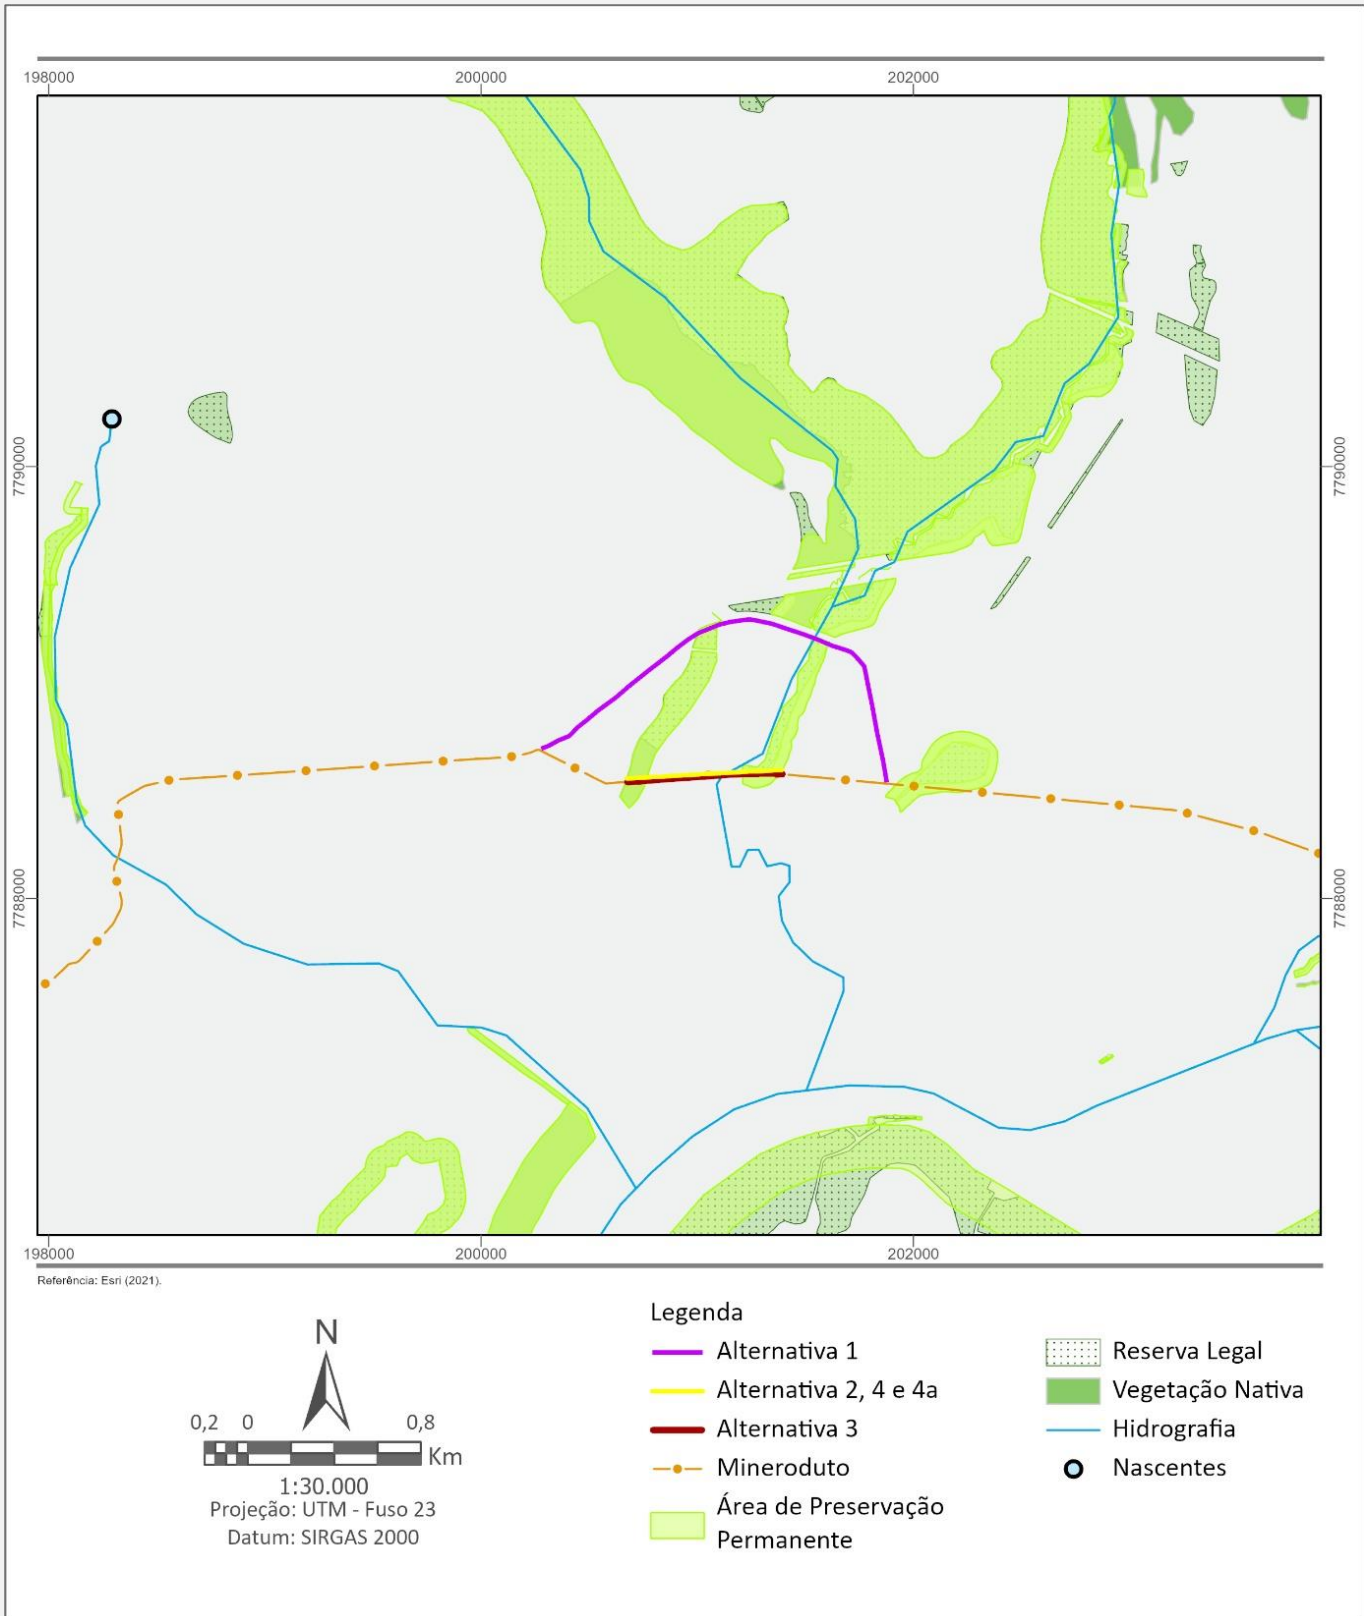 198000 200000 202000
7790000 7790000
7788000 7788000
198000 200000 202000
Referência: Esri (2021).
N
0,2 0 0,8
Km
1:30.000
Projeção: UTM - Fuso 23
Datum: SIRGAS 2000
Legenda
Alternativa 1
Alternativa 2, 4 e 4a
Alternativa 3
Mineroduto
Área de Preservação
Permanente
Reserva Legal
Vegetação Nativa
Hidrografia
Nascentes